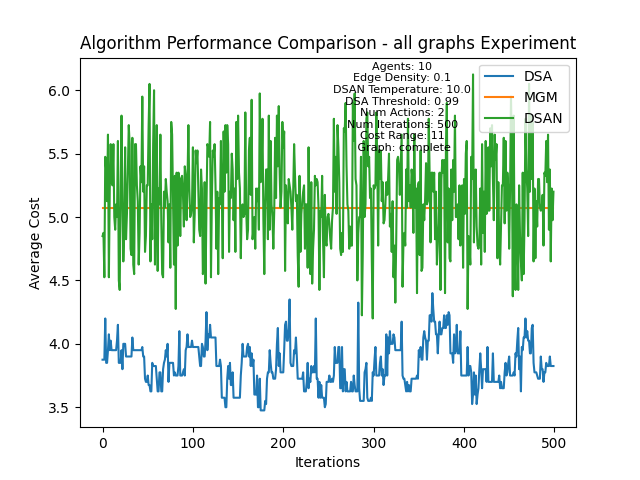 Algorithm Performance Comparison - all graphs Experiment
Agents: 10
Edge Density: 0.1
DSAN Temperature: 10.0
DSA Threshold: 0.99
Num Actions: 2
Num Iterations: 500
Cost Range: 11
Graph: complete
DSA
MGM
DSAN
Average Cost
6.0
5.5
5.0
4.5
4.0
3.5
0 100 200 300 400 500
Iterations